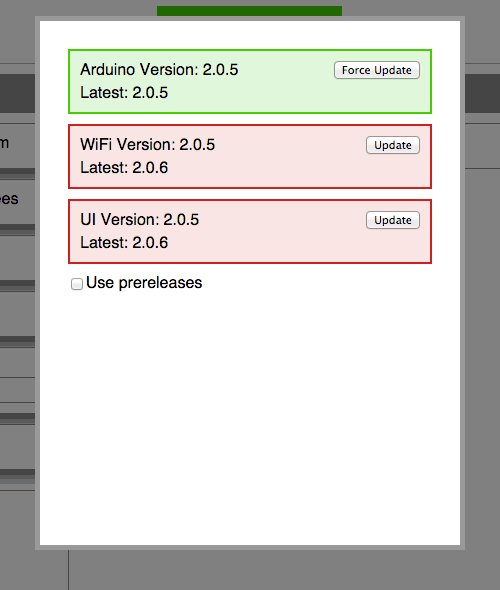 Arduino Version: 2.0.5
Force Update
Latest: 2.0.5
WiFi Version: 2.0.5
Update
Latest: 2.0.6
UI Version: 2.0.5
Update
Latest: 2.0.6
Use prereleases